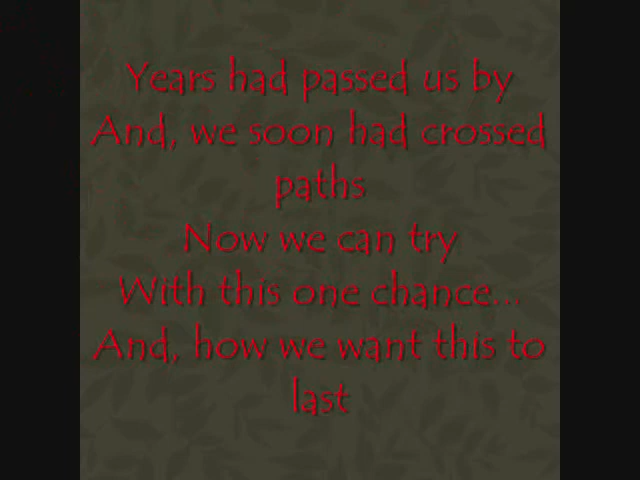 Years had passed us by
And, we soon had crossed
paths
Now we can try
With this one chance...
And, how we want this to
last